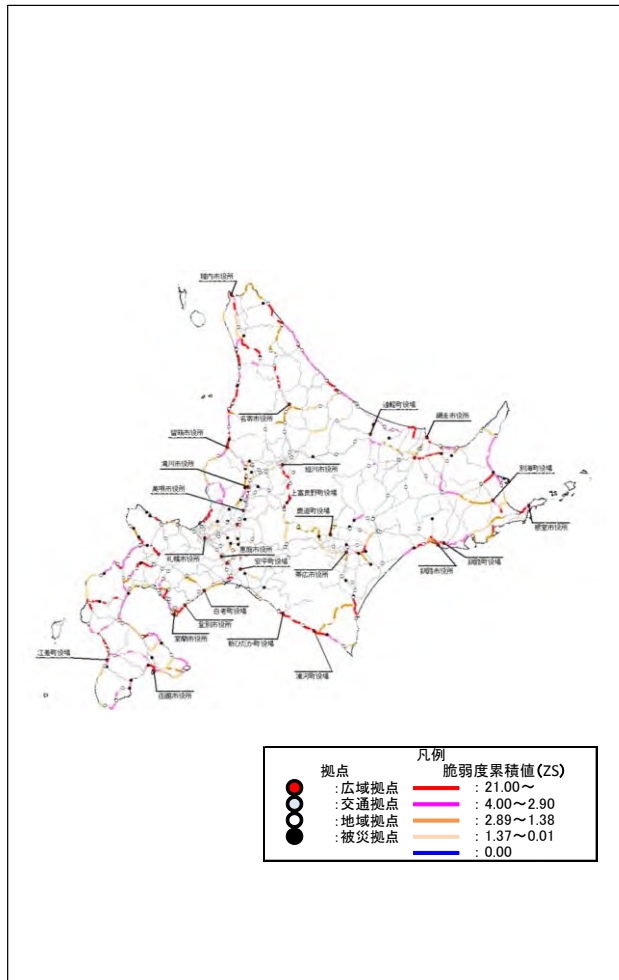 稚内市役所
遠軽町役場
網走市役所
名寄市役所
留萌市役所
別海町役場
滝川市役所
旭川市役所
美唄市役所
上富良野町役場
鹿追町役場
根室市役所
札幌市役所
恵庭市役所
安平町役場
帯広市役所
釧路市役所
釧路町役場
白老町役場
登別市役所
室蘭市役所
新ひだか町役場
江差町役場
浦河町役場
函館市役所
凡例
拠点 脆弱度累積値(ZS)
:広域拠点 : 21.00～
:交通拠点 : 4.00～2.90
:地域拠点 : 2.89～1.38
:被災拠点 : 1.37～0.01
: 0.00